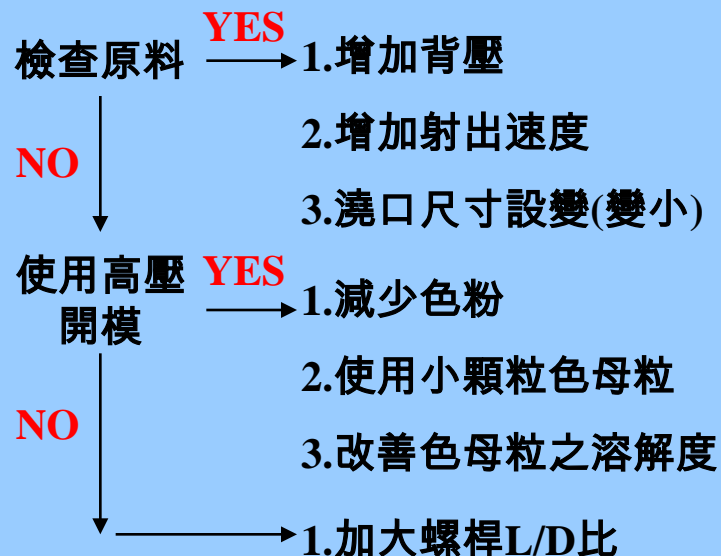 YES
檢查原料
1.增加背壓
2.增加射出速度
NO
3.澆口尺寸設變(變小)
使用高壓
開模
YES
1.減少色粉
2.使用小顆粒色母粒
NO
3.改善色母粒之溶解度
1.加大螺桿L/D比